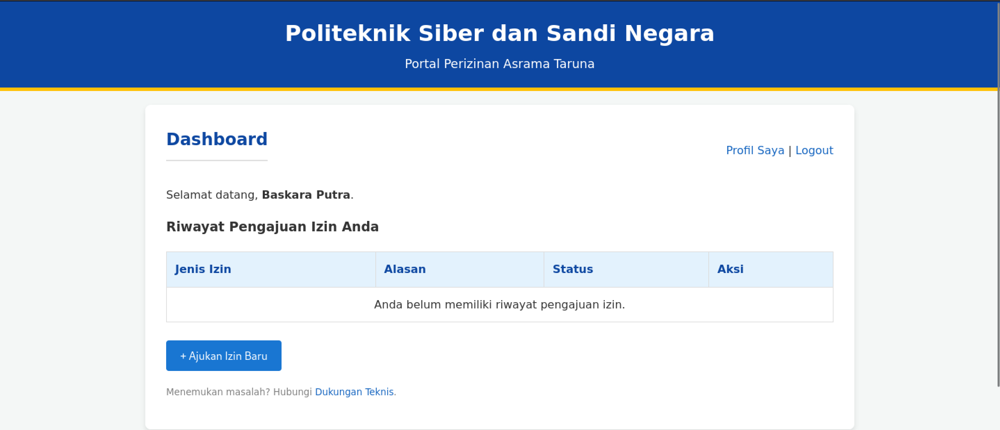 Politeknik Siber dan Sandi Negara
Portal Perizinan Asrama Taruna
Dashboard
Profil Saya | Logout
Selamat datang, Baskara Putra.
Riwayat Pengajuan Izin Anda
Jenis Izin Alasan Status Aksi
Anda belum memiliki riwayat pengajuan izin.
+ Ajukan Izin Baru
Menemukan masalah? Hubungi Dukungan Teknis.